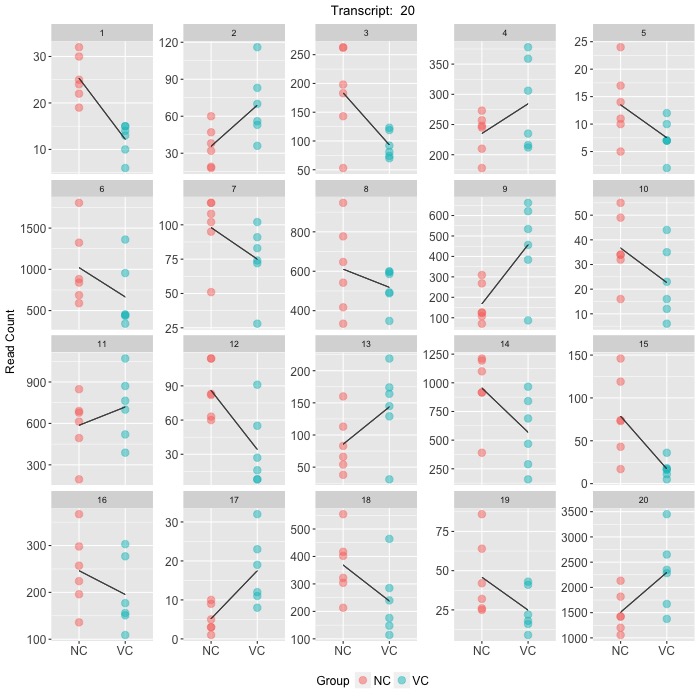 Transcript: 20
1 2 3 4 5
30 20 10
120 90 60 30
250 200 150 100 50
350 300 250 200
25 20 15 10 5
6 7 8 9 10
1500 1000 500
100 75 50 25
800 600 400
600 500 400 300 200 100
50 40 30 20 10
Read Count
11 12 13 14 15
900 600 300
90 60 30
200 150 100 50
1250 1000 750 500 250
150 100 50 0
16 17 18 19 20
300 200 100
30 20 10 0
500 400 300 200 100
75 50 25
3500 3000 2500 2000 1500 1000
NC VC NC VC NC VC NC VC NC VC
Group NC VC